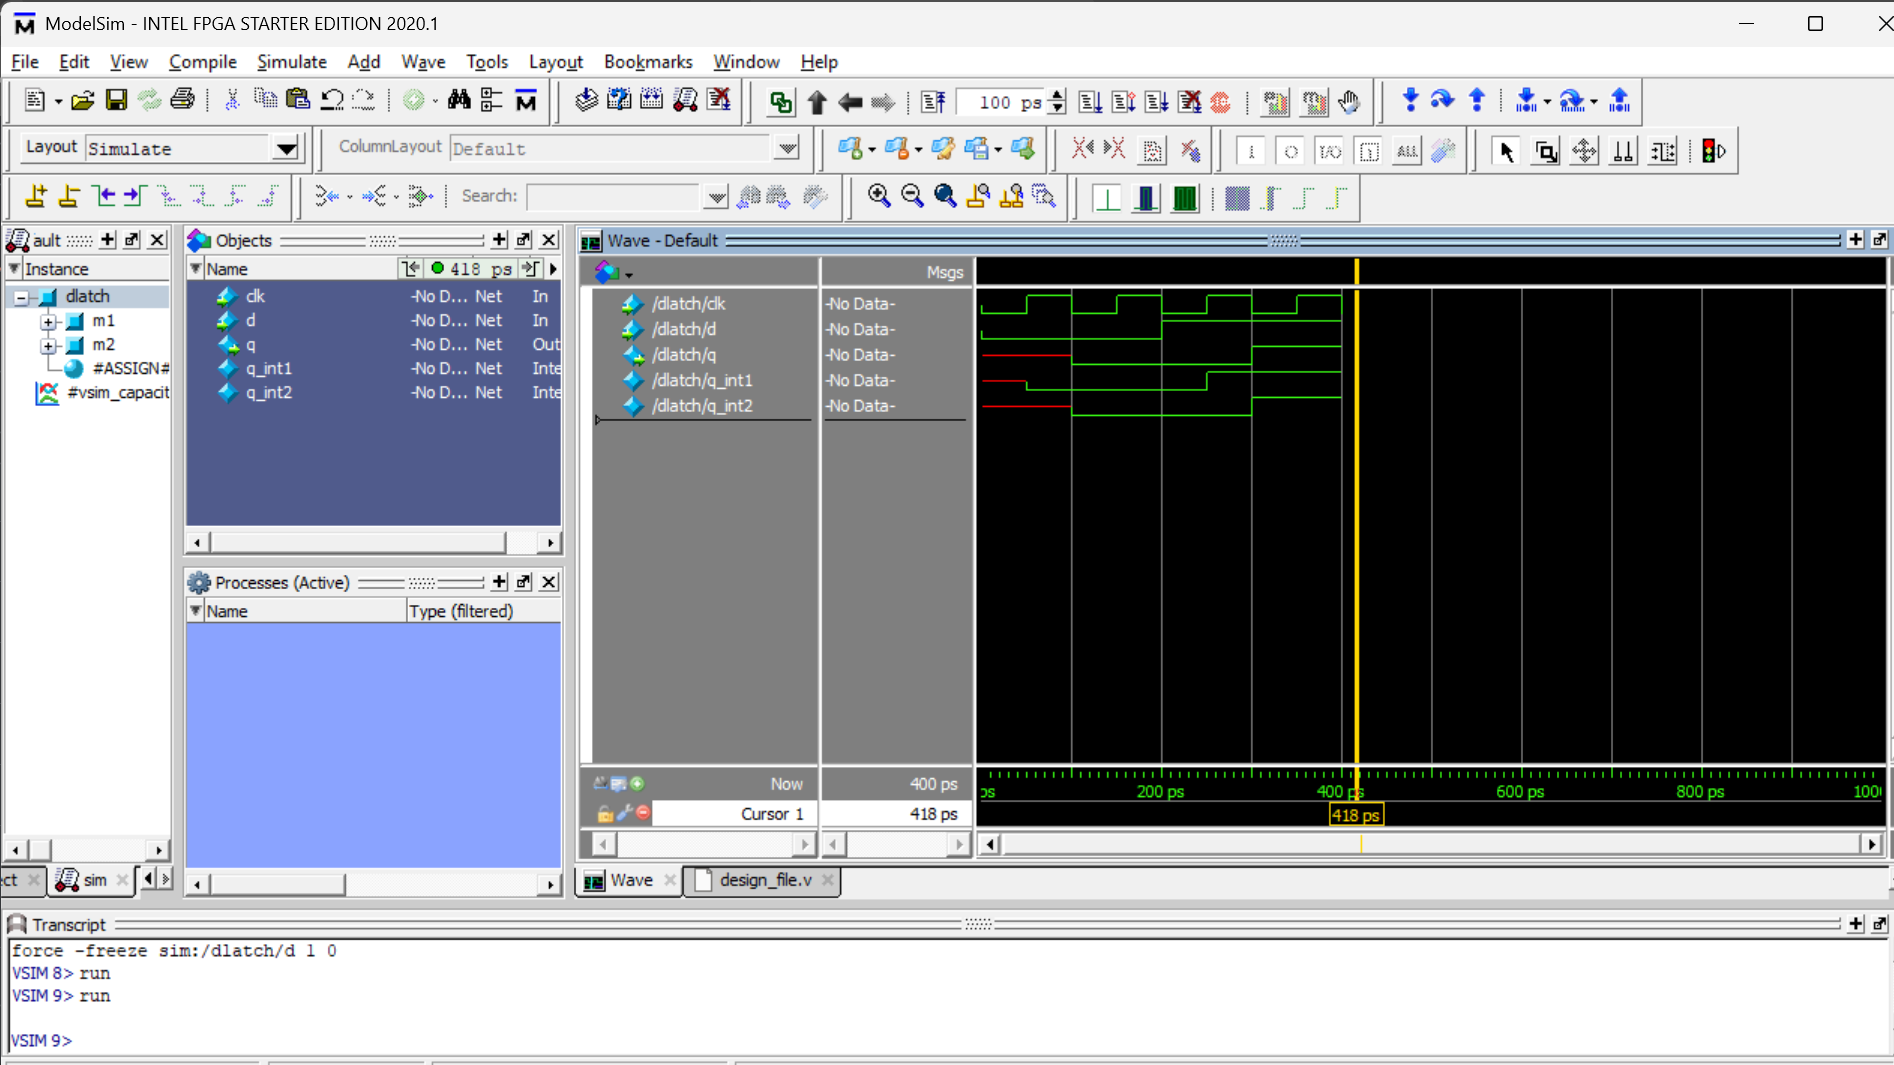 ModelSim - INTEL FPGA STARTER EDITION 2020.1
File Edit View Compile Simulate Add Wave Tools Layout Bookmarks Window Help
100 ps
Layout Simulate ColumnLayout Default
Search:
ault
Instance
dlatch
m1
m2
#ASSIGN#
#vsim_capacit
ect
sim
Objects
Name 418 ps
clk -No D... Net In
d -No D... Net In
q -No D... Net Out
q_int1 -No D... Net Inte
q_int2 -No D... Net Inte
Processes (Active)
Name Type (filtered)
Wave - Default
Msgs
/dlatch/clk -No Data-
/dlatch/d -No Data-
/dlatch/q -No Data-
/dlatch/q_int1 -No Data-
/dlatch/q_int2 -No Data-
Now 400 ps
Cursor 1 418 ps
ps 200 ps 400 ps 600 ps 800 ps 1000
418 ps
Wave design_file.v
Transcript
force -freeze sim:/dlatch/d 1 0
VSIM 8> run
VSIM 9> run
VSIM 9>